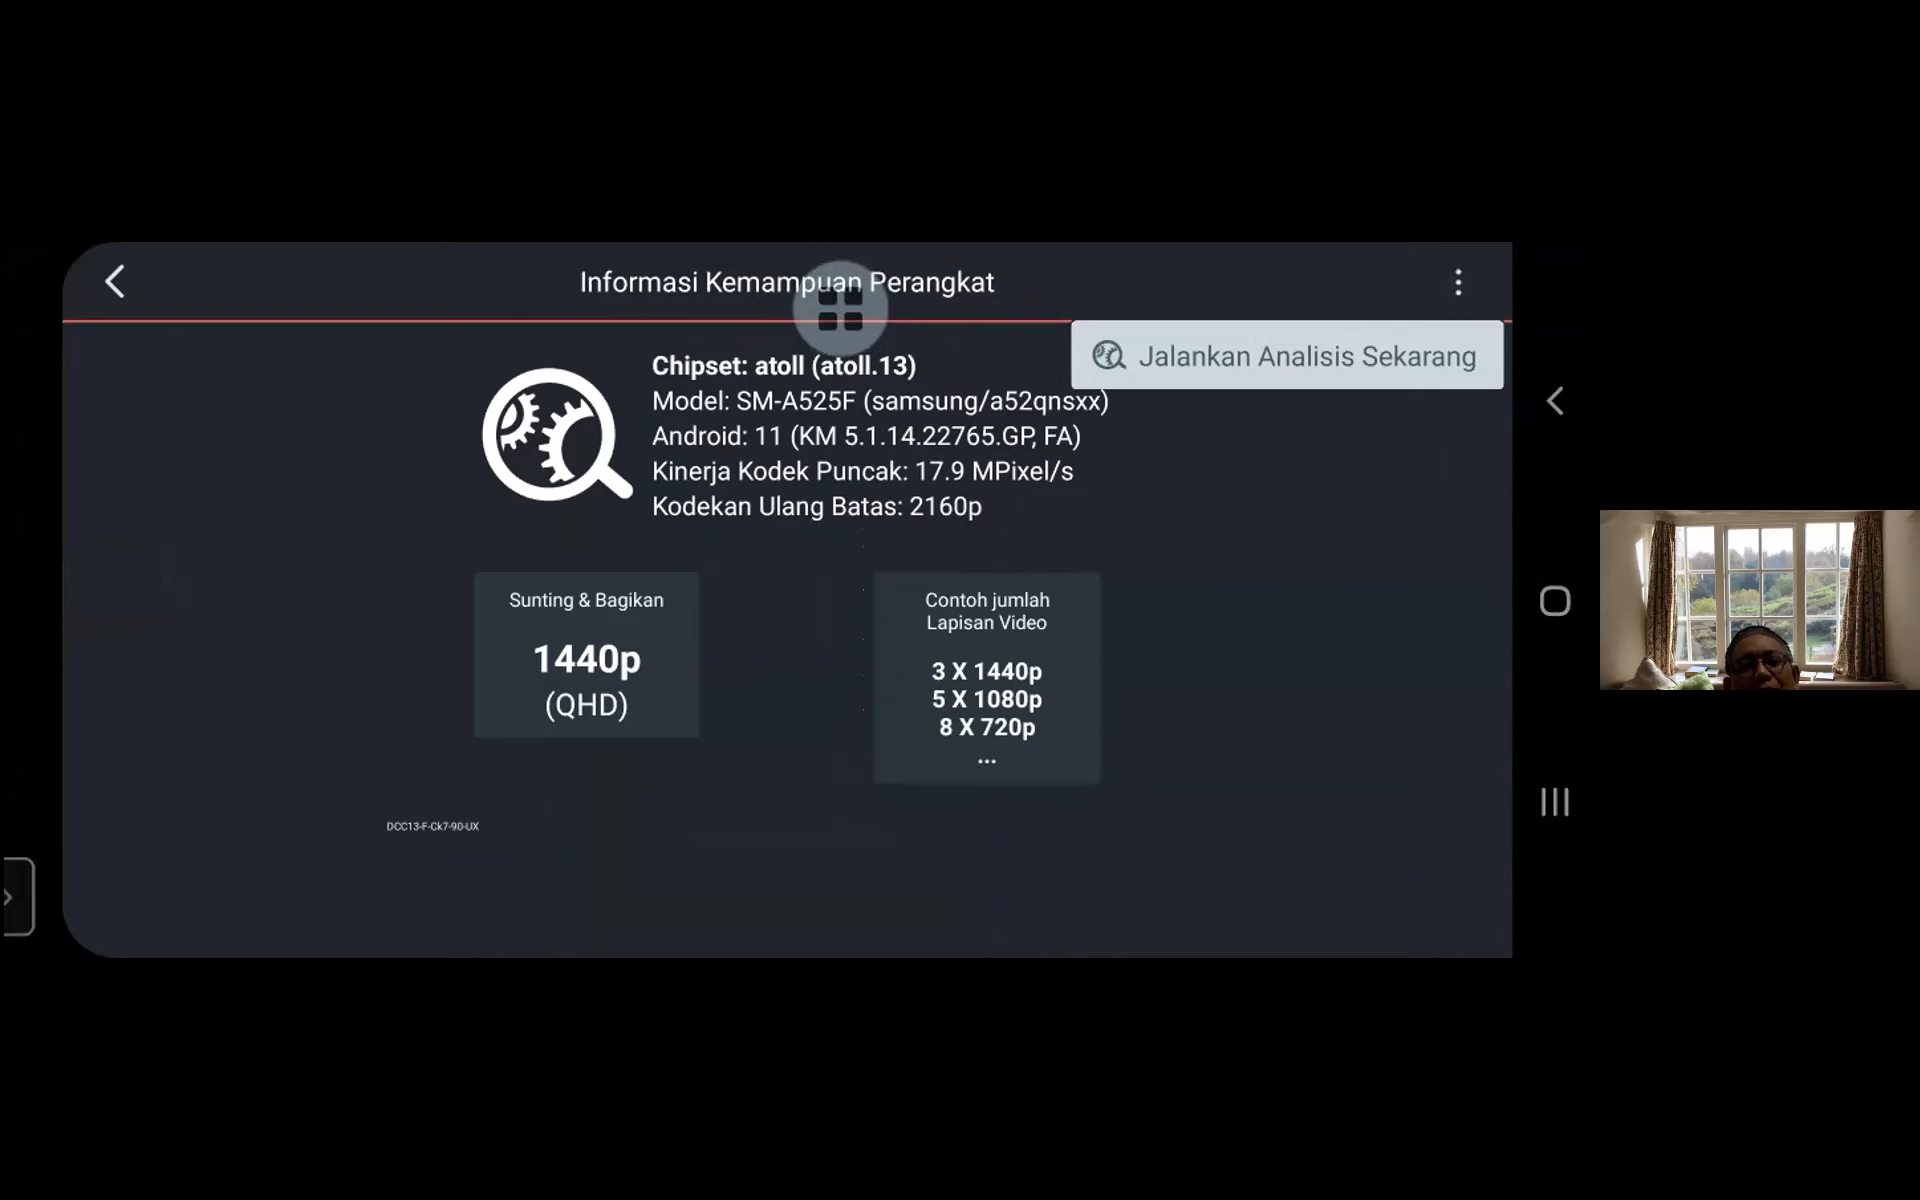 Informasi Kemampuan Perangkat
Jalankan Analisis Sekarang
Chipset: atoll (atoll.13)
Model: SM-A525F (samsung/a52qnsxx)
Android: 11 (KM 5.1.14.22765.GP, FA)
Kinerja Kodek Puncak: 17.9 MPixel/s
Kodekan Ulang Batas: 2160p
Sunting & Bagikan
1440p
(QHD)
Contoh jumlah
Lapisan Video
3 X 1440p
5 X 1080p
8 X 720p
...
DCC13-F-Ck7-90-UX